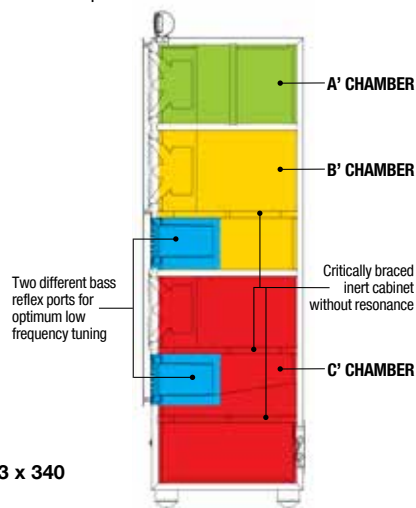 A' CHAMBER
B' CHAMBER
Two different bass
reflex ports for
optimum low
frequency tuning
Critically braced
inert cabinet
without resonance
C' CHAMBER
3 x 340